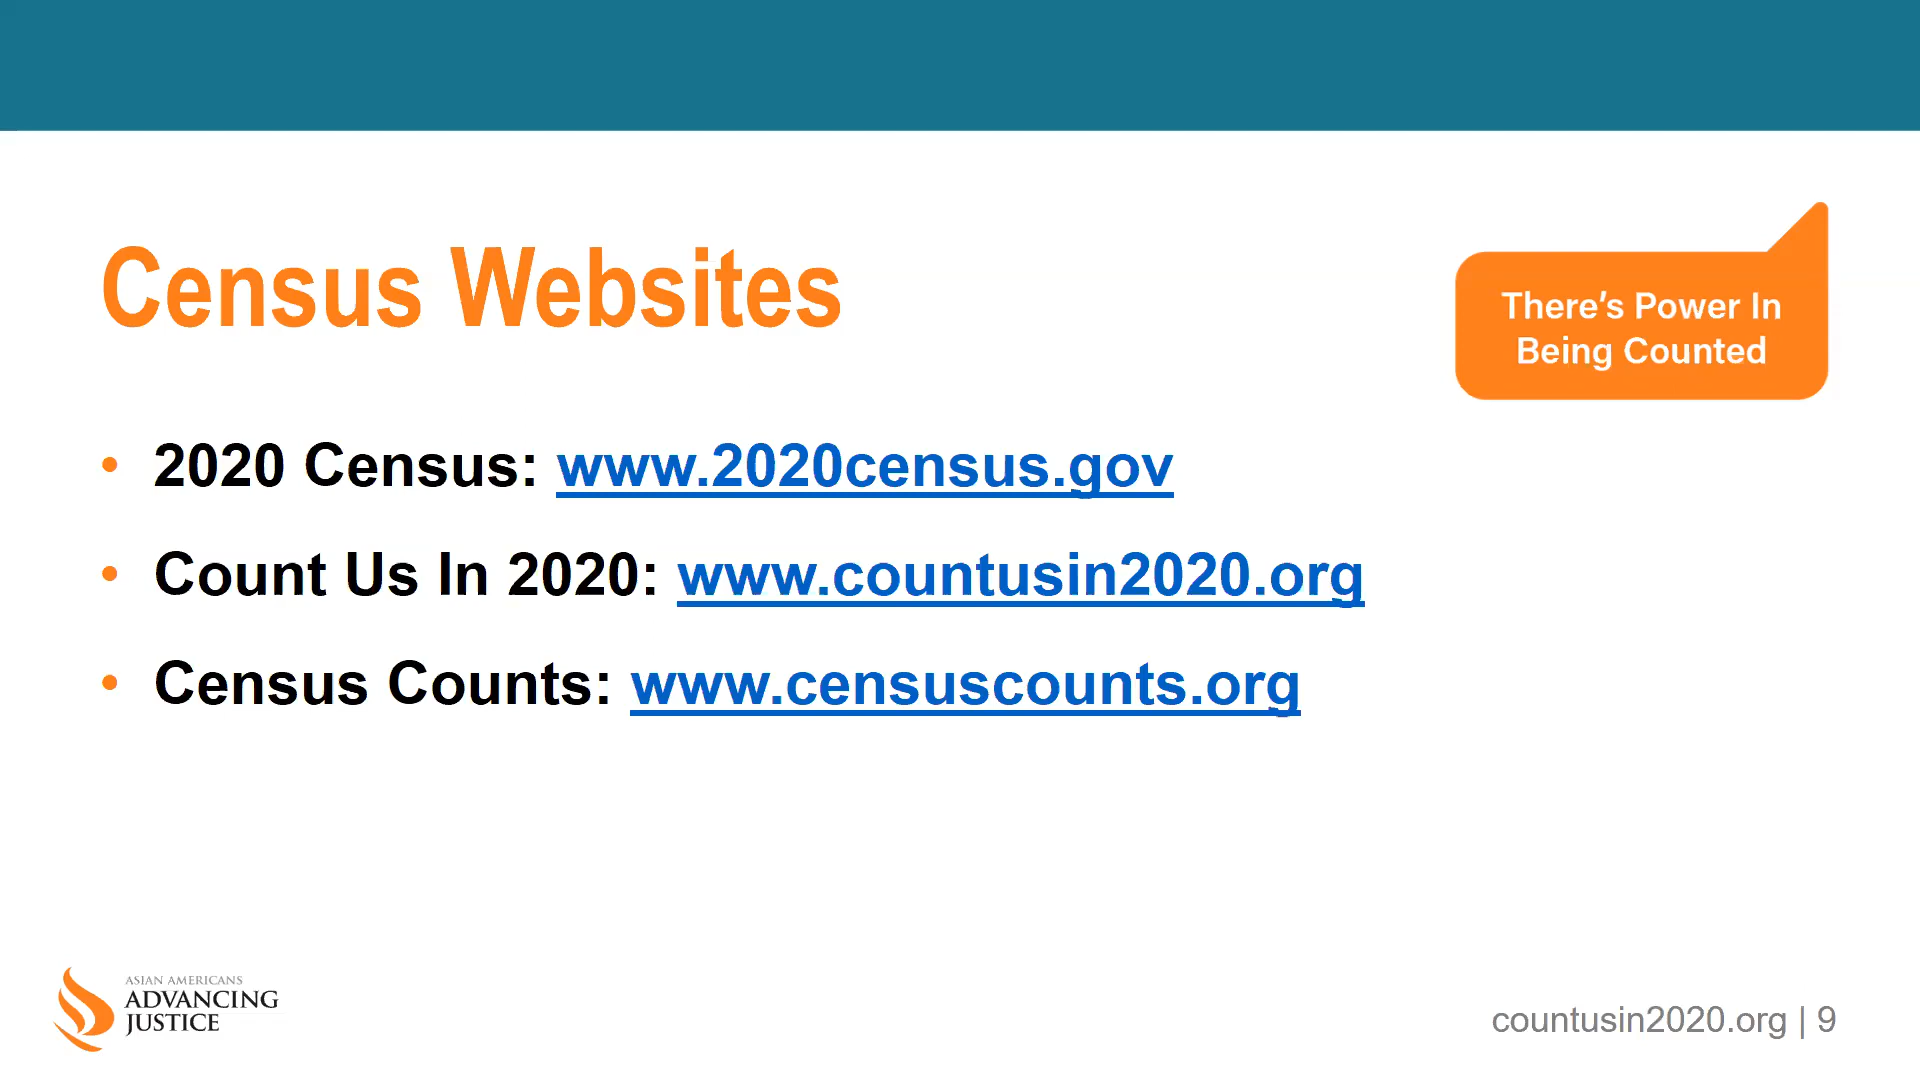 Census Websites
There's Power In
Being Counted
• 2020 Census: www.2020census.gov
• Count Us In 2020: www.countusin2020.org
• Census Counts: www.censuscounts.org
ASIAN AMERICANS
ADVANCING
JUSTICE
countusin2020.org | 9